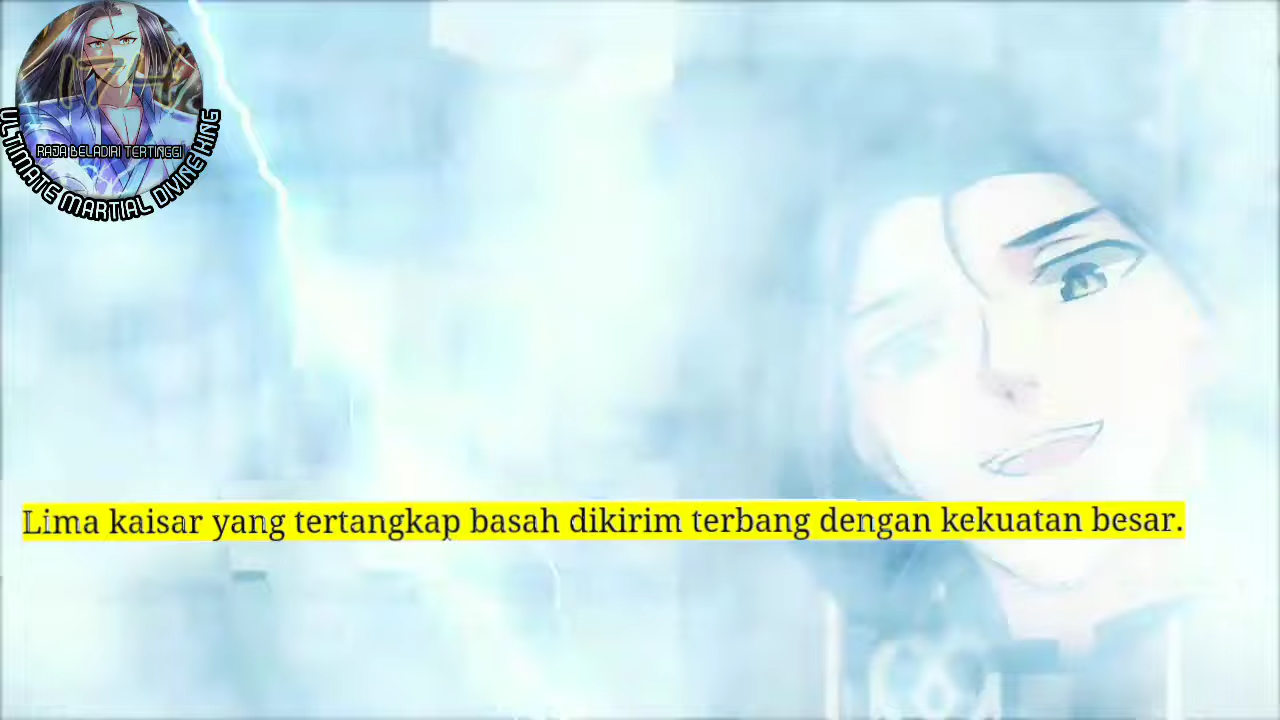 RAJA BELADIRI TERTINGGI
ULTIMATE MARTIAL DIVINE KING
Lima kaisar yang tertangkap basah dikirim terbang dengan kekuatan besar.